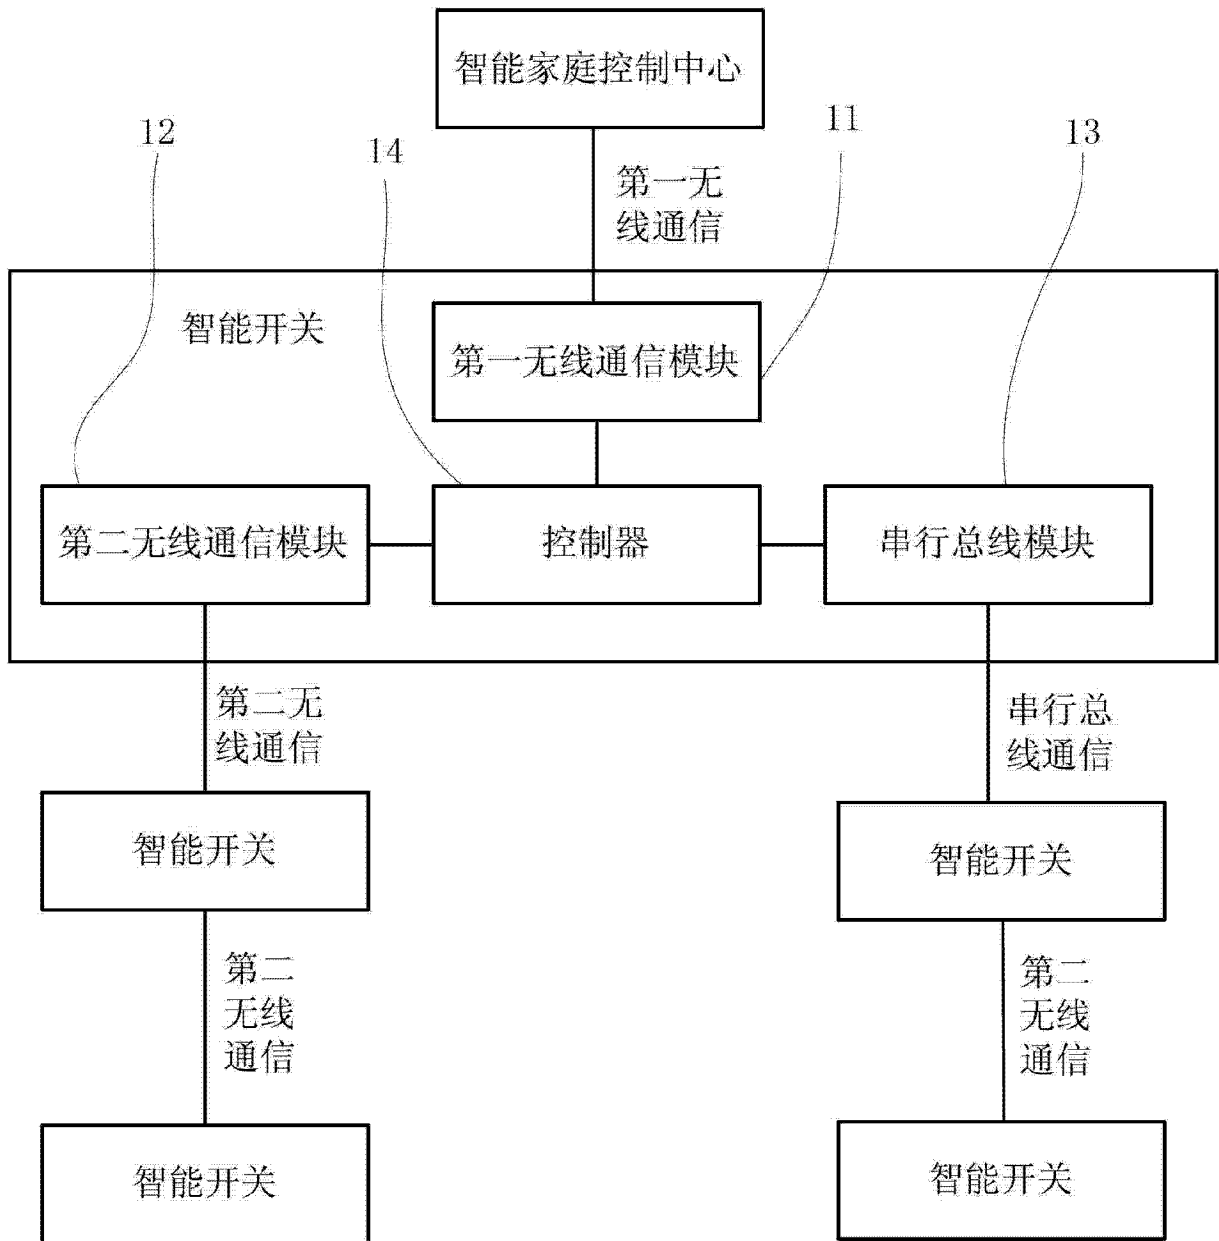 智能家庭控制中心
11
13
12
14
第一无
线通信
智能开关
第一无线通信模块
第二无线通信模块
控制器
串行总线模块
第二无
线通信
串行总
线通信
智能开关
智能开关
第二
无线
通信
第二
无线
通信
智能开关
智能开关